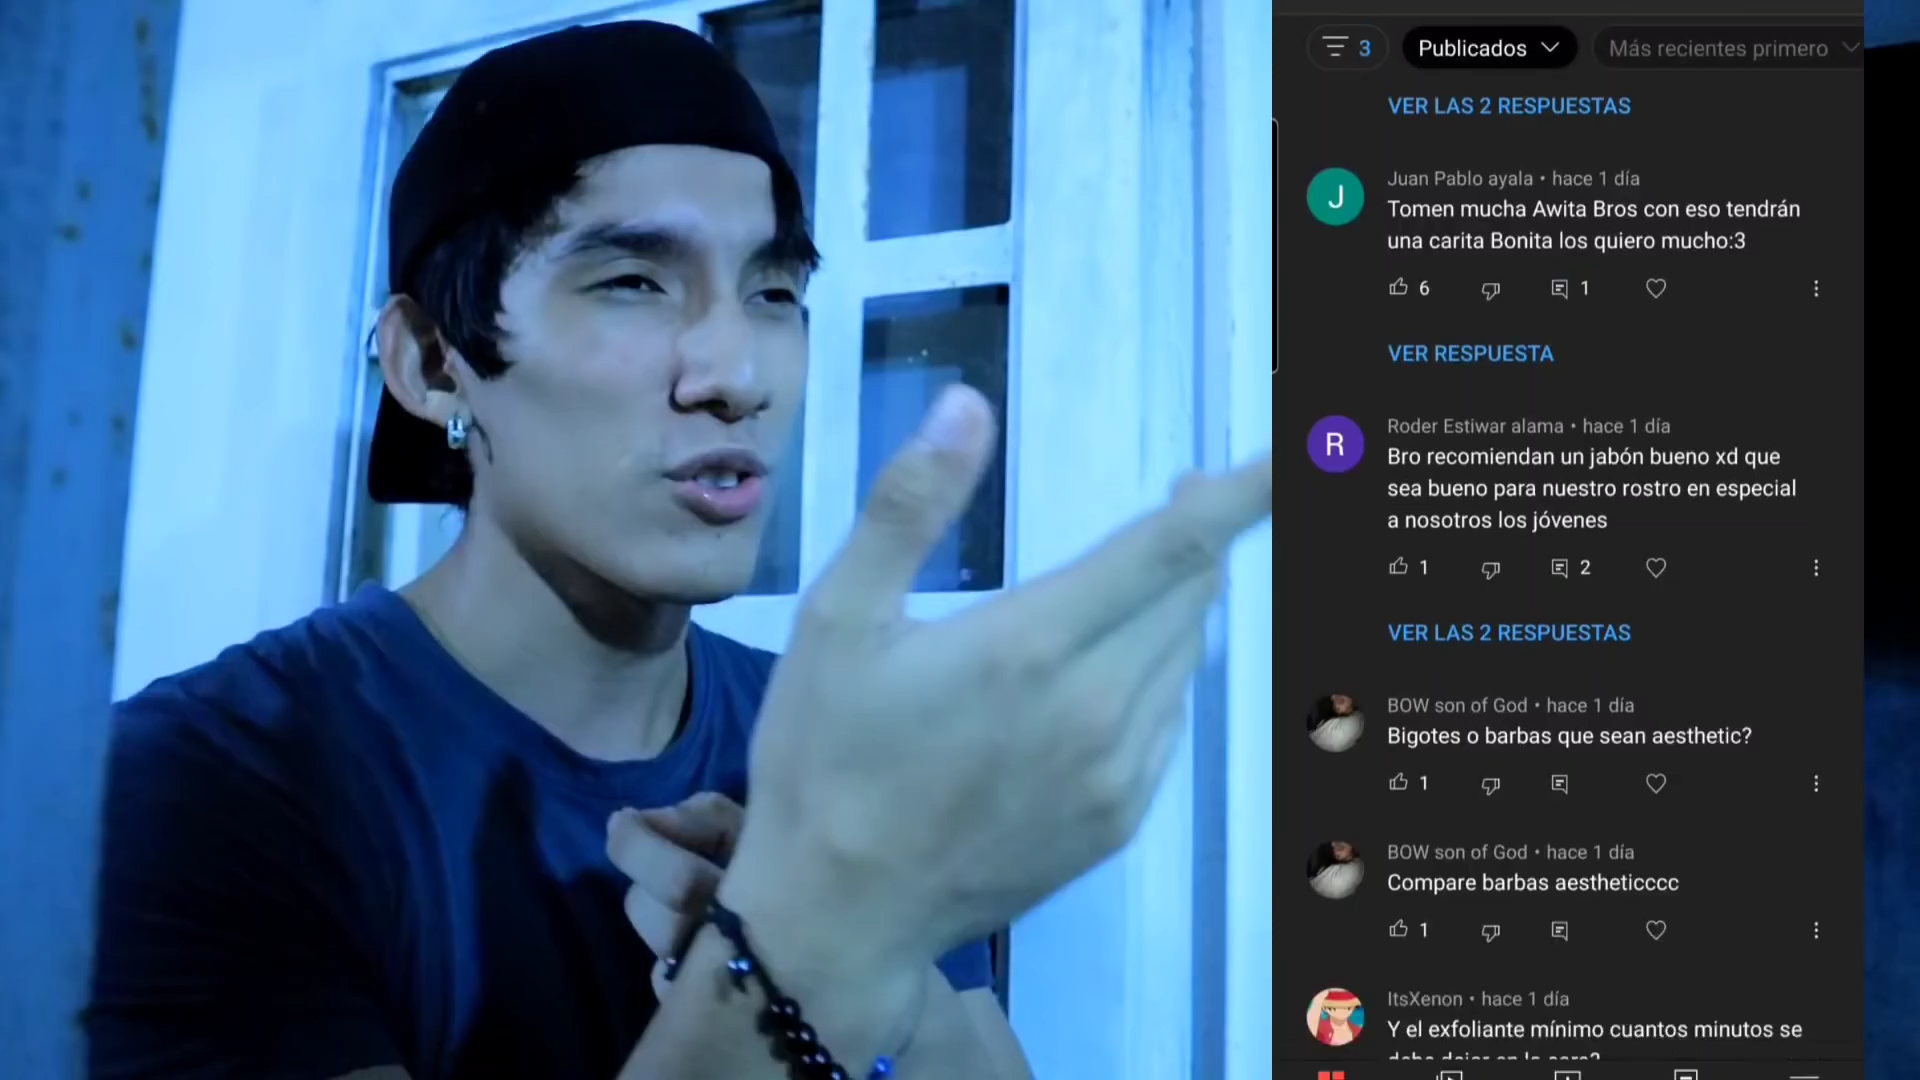 3
Publicados
Más recientes primero
VER LAS 2 RESPUESTAS
Juan Pablo ayala • hace 1 día
Tomen mucha Awita Bros con eso tendrán
una carita Bonita los quiero mucho:3
6
1
VER RESPUESTA
Roder Estiwar alama • hace 1 día
Bro recomiendan un jabón bueno xd que
sea bueno para nuestro rostro en especial
a nosotros los jóvenes
1
2
VER LAS 2 RESPUESTAS
BOW son of God • hace 1 día
Bigotes o barbas que sean aesthetic?
1
BOW son of God • hace 1 día
Compare barbas aestheticccc
1
ItsXenon • hace 1 día
Y el exfoliante mínimo cuantos minutos se
debe dejar en la cara?